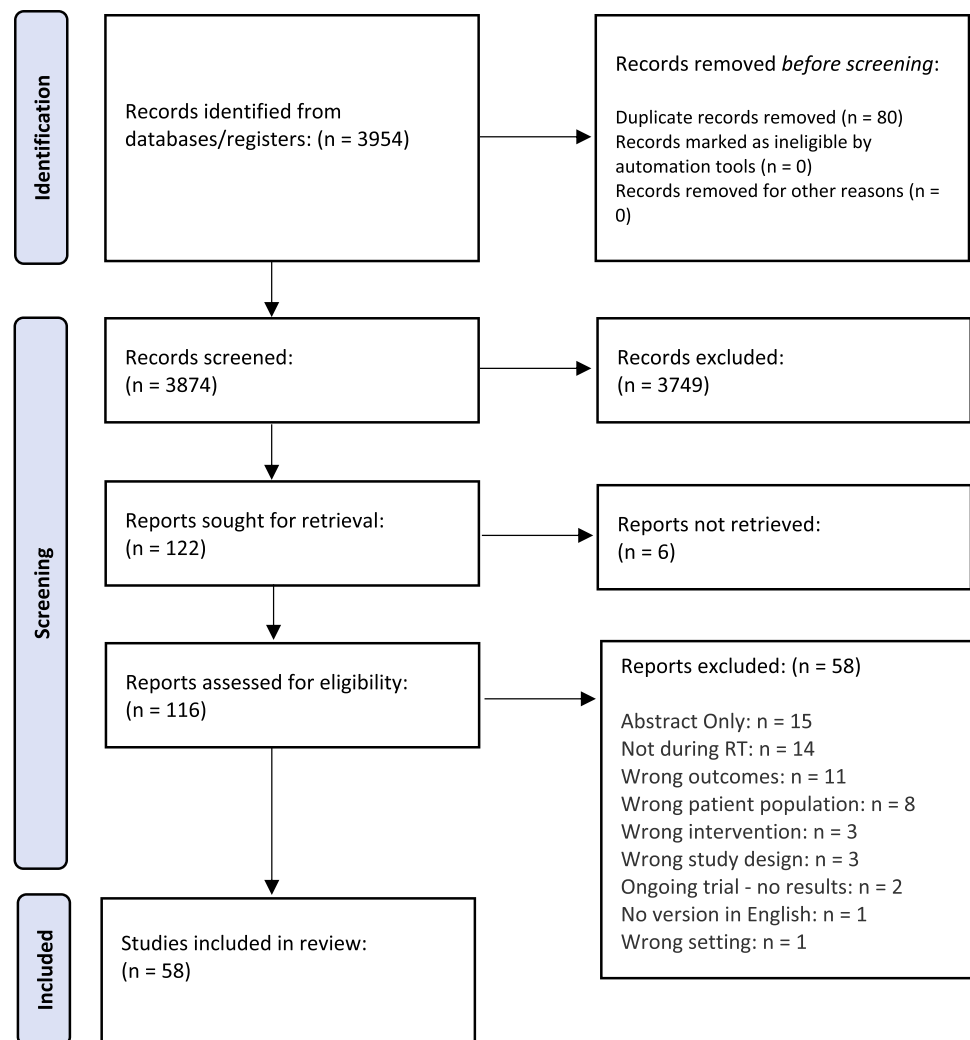 Identification
Records identified from
databases/registers: (n = 3954)
Records removed before screening:
Duplicate records removed (n = 80)
Records marked as ineligible by
automation tools (n = 0)
Records removed for other reasons (n =
0)
Screening
Records screened:
(n = 3874)
Records excluded:
(n = 3749)
Reports sought for retrieval:
(n = 122)
Reports not retrieved:
(n = 6)
Reports assessed for eligibility:
(n = 116)
Reports excluded: (n = 58)
Abstract Only: n = 15
Not during RT: n = 14
Wrong outcomes: n = 11
Wrong patient population: n = 8
Wrong intervention: n = 3
Wrong study design: n = 3
Ongoing trial - no results: n = 2
No version in English: n = 1
Wrong setting: n = 1
Included
Studies included in review:
(n = 58)